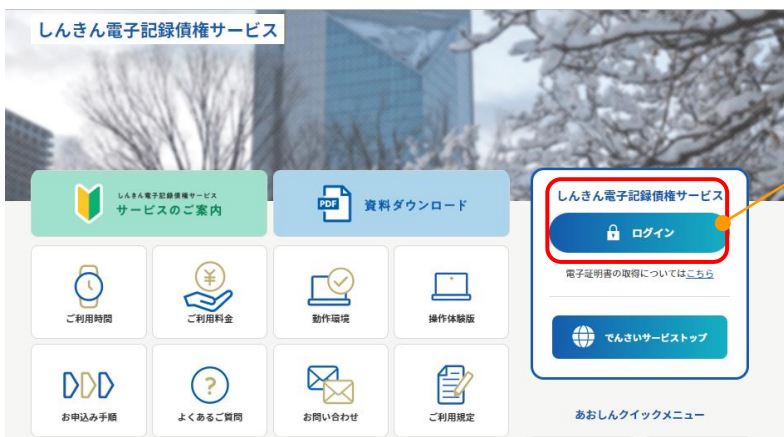 しんきん電子記録債権サービス
しんきん電子記録債権サービス
サービスのご案内
PDF
資料ダウンロード
しんきん電子記録債権サービス
ログイン
電子証明書の取得についてはこちら
でんさいサービストップ
ご利用時間
ご利用料金
動作環境
操作体験版
お申込み手順
よくあるご質問
お問い合わせ
ご利用規定
あおしんクイックメニュー